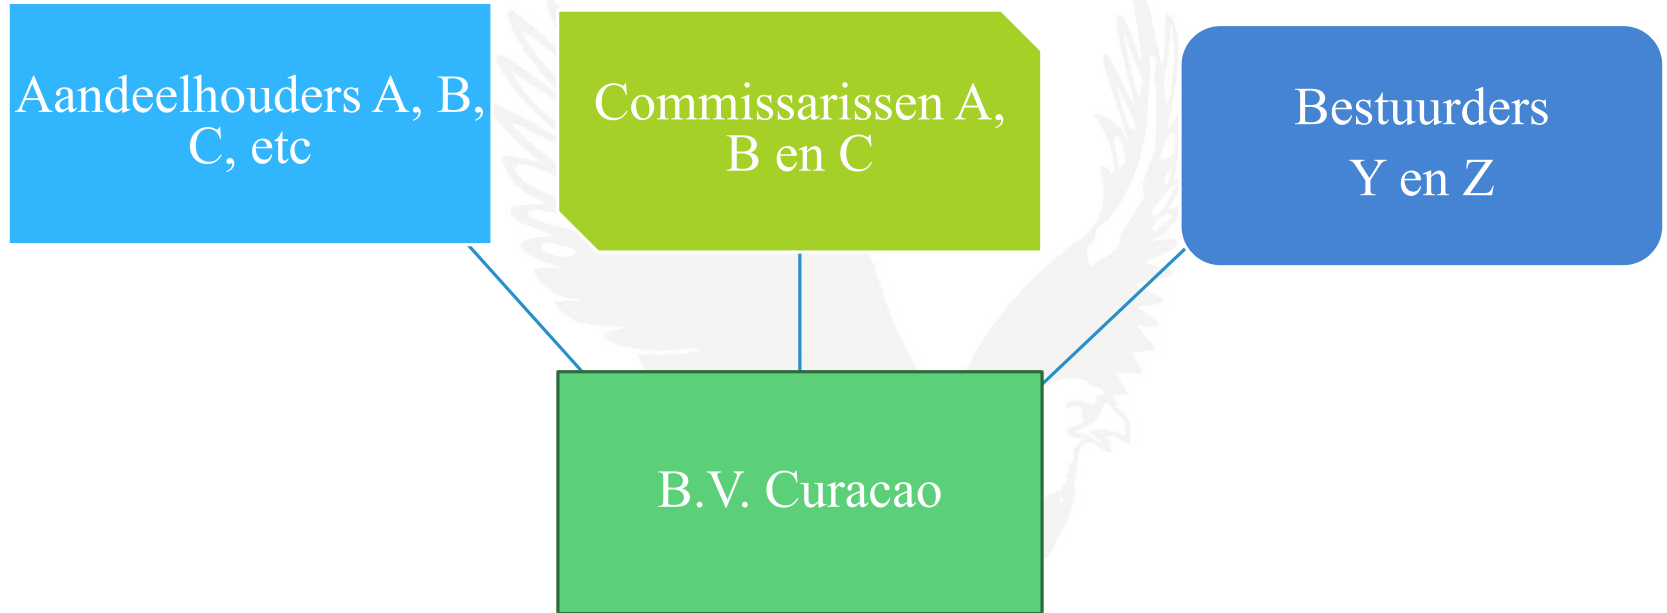 Aandeelhouders A, B,
C, etc
Commissarissen A,
B en C
Bestuurders
Y en Z
B.V. Curacao